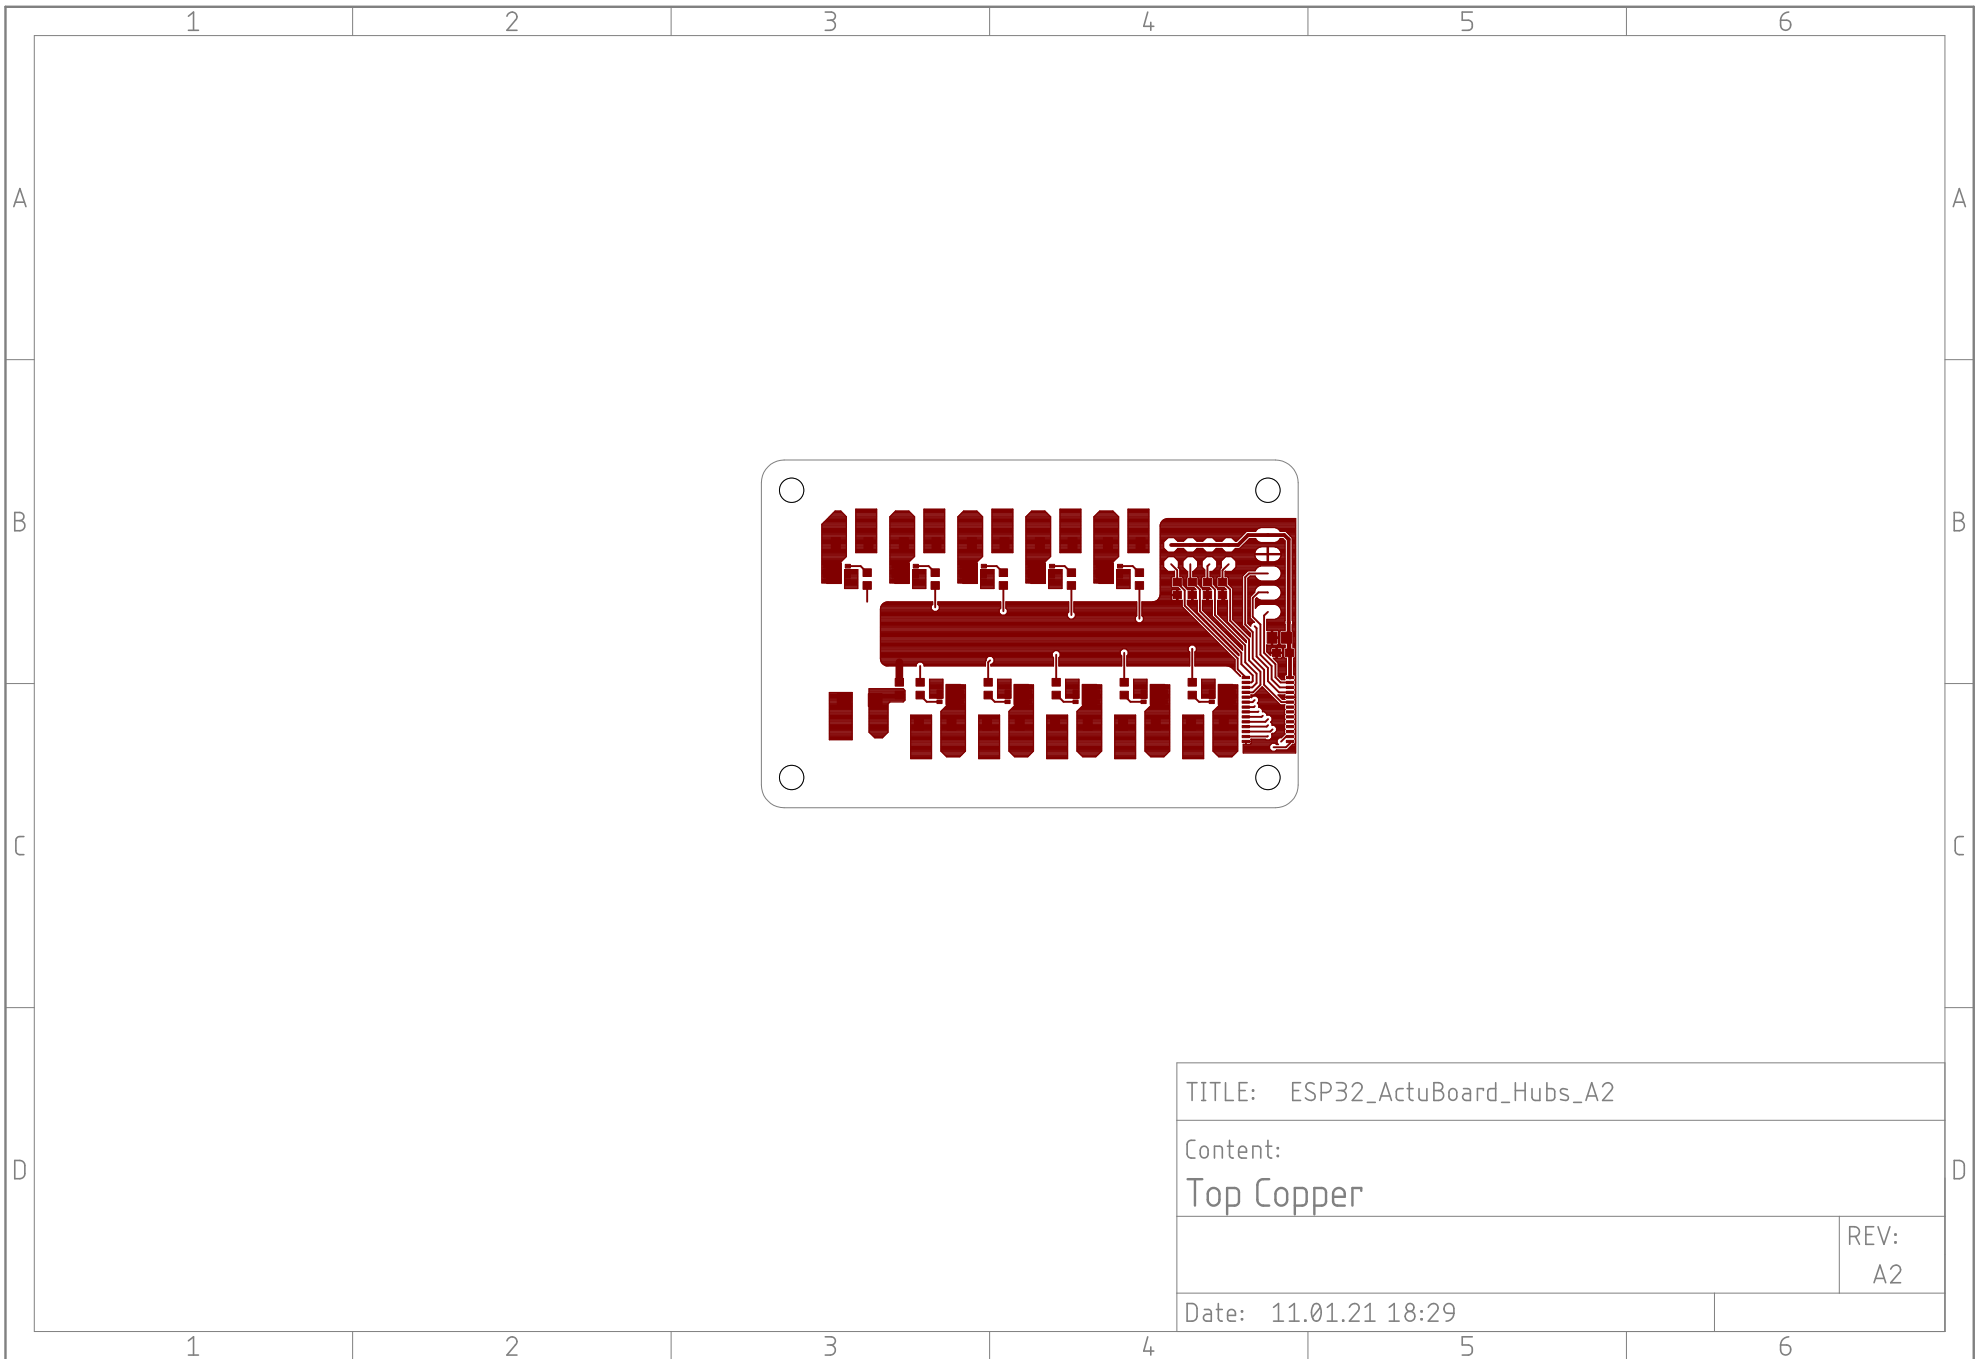 1 2 3 4 5 6
A A
B B
C C
D D
TITLE: ESP32_ActuBoard_Hubs_A2
Content:
Top Copper
REV:
A2
Date: 11.01.21 18:29
1 2 3 4 5 6